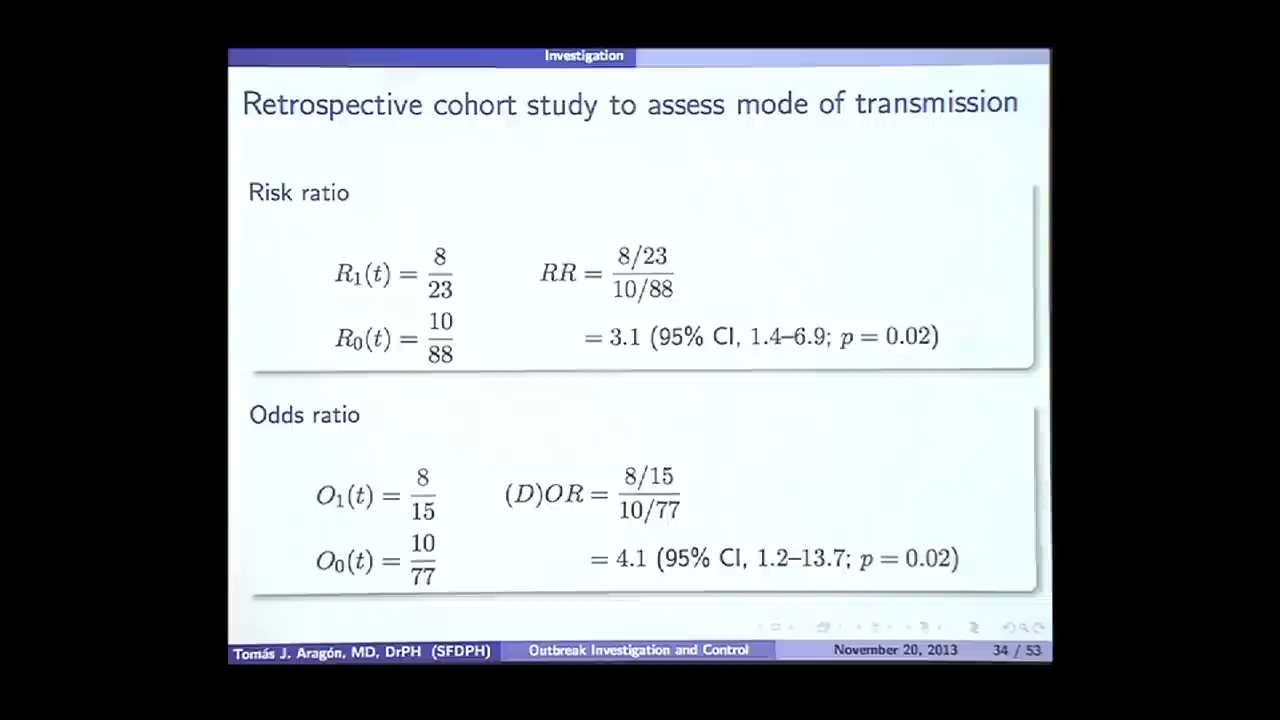 Investigation
Retrospective cohort study to assess mode of transmission
Risk ratio
R₁(t) = 8/23    RR = (8/23)/(10/88)
R₀(t) = 10/88    = 3.1 (95% CI, 1.4–6.9; p = 0.02)
Odds ratio
O₁(t) = 8/15    (D)OR = (8/15)/(10/77)
O₀(t) = 10/77    = 4.1 (95% CI, 1.2–13.7; p = 0.02)
Tomás J. Aragón, MD, DrPH (SFDPH)    Outbreak Investigation and Control    November 20, 2013    34 / 53